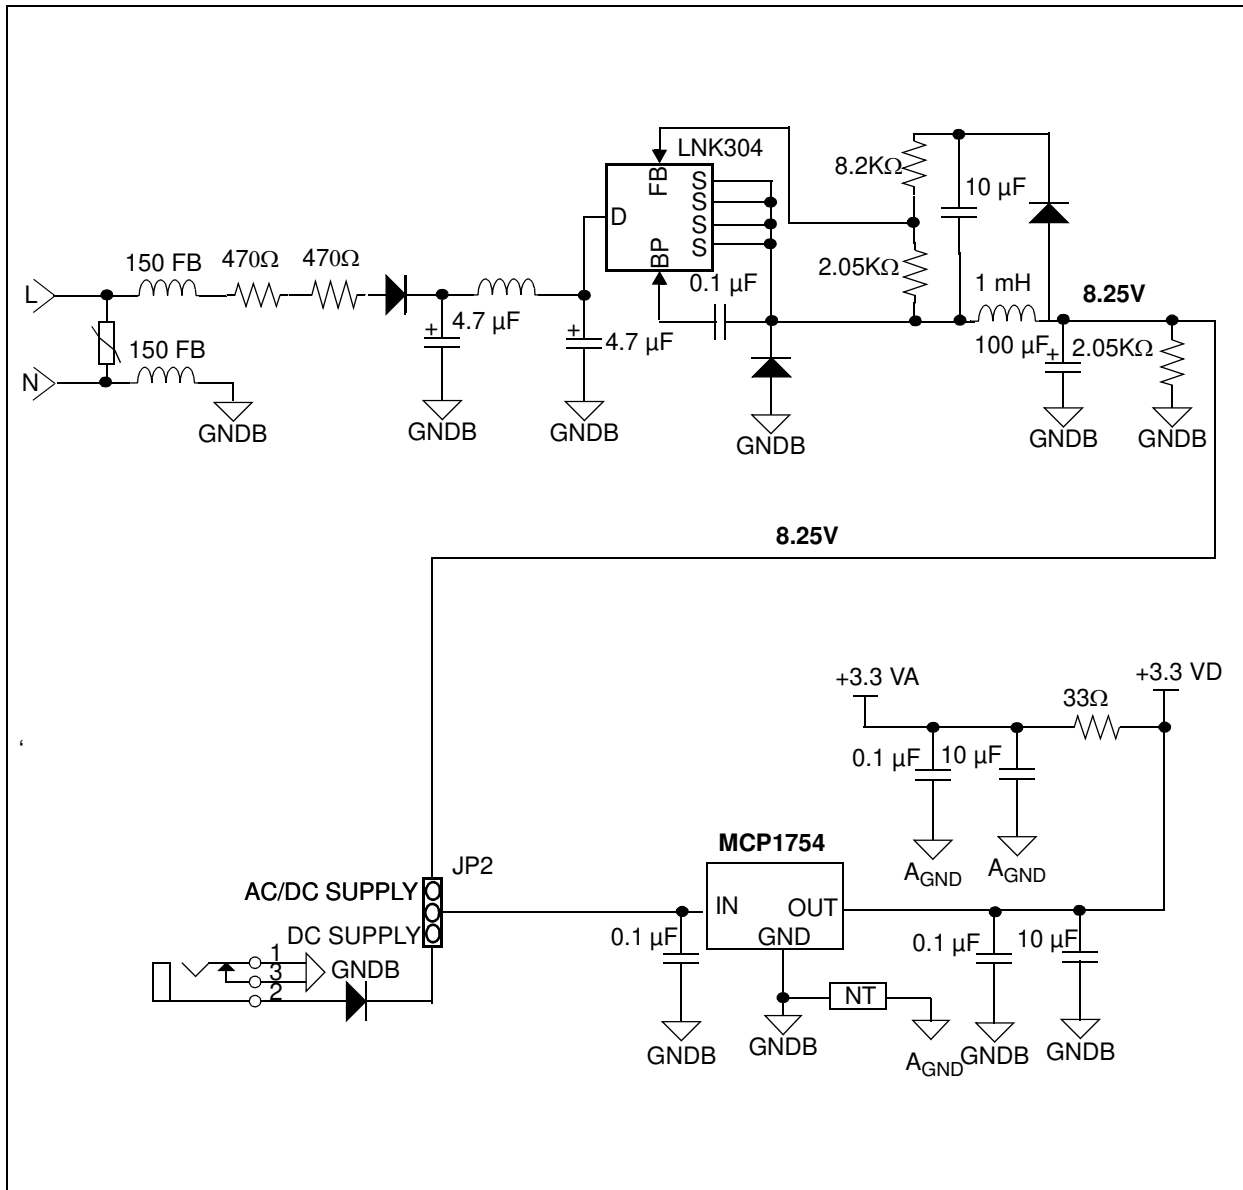 LNK304
FB
S
S
S
S
D
BP
8.2KΩ
10 µF
2.05KΩ
0.1 µF
1 mH
8.25V
150 FB
470Ω
470Ω
L
4.7 µF
4.7 µF
100 µF
+
+
+
2.05KΩ
150 FB
N
GNDB
GNDB
GNDB
GNDB
GNDB
GNDB
8.25V
+3.3 VA
+3.3 VD
33Ω
‘
0.1 µF
10 µF
MCP1754
AGND
AGND
JP2
AC/DC SUPPLY
IN
OUT
DC SUPPLY
0.1 µF
GND
0.1 µF
10 µF
1
GNDB
3
2
NT
GNDB
GNDB
AGND
GNDB
GNDB